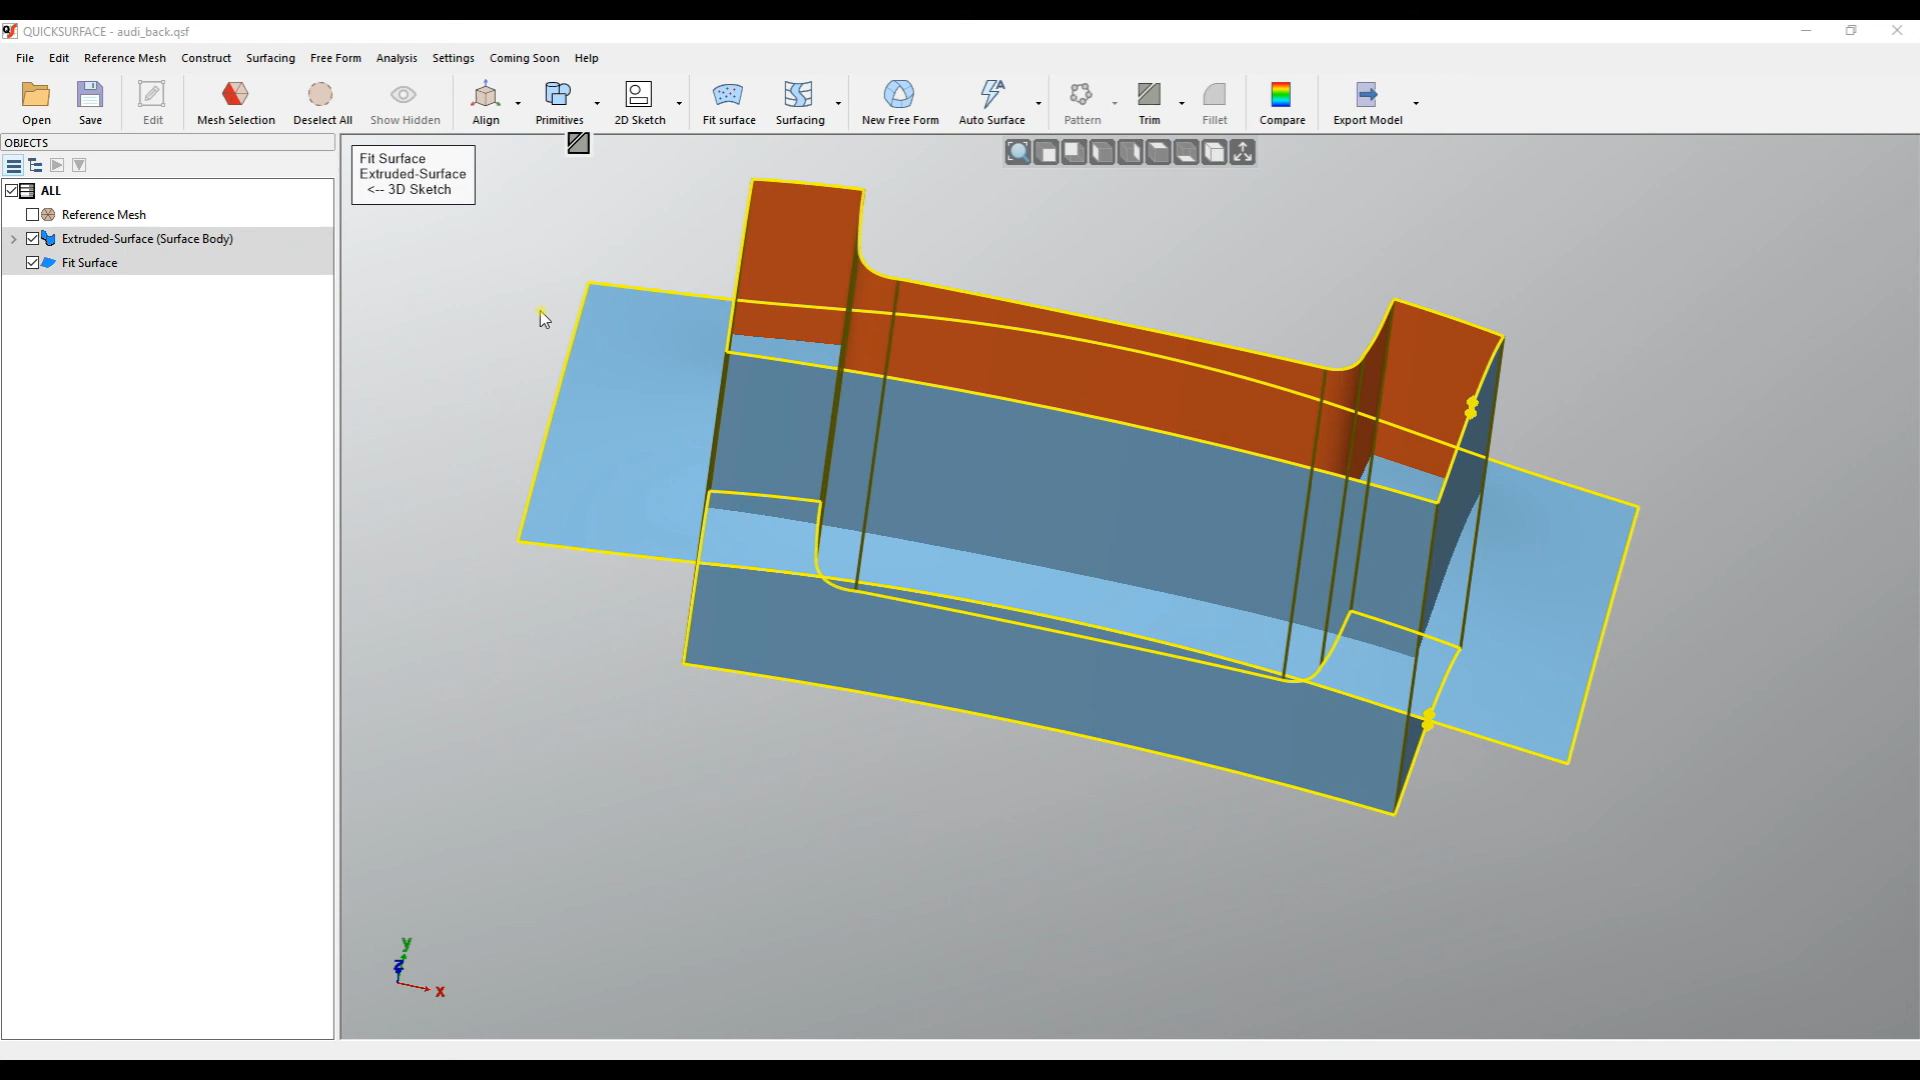 QUICKSURFACE - audi_back.qsf
File Edit Reference Mesh Construct Surfacing Free Form Analysis Settings Coming Soon Help
Open Save Edit Mesh Selection Deselect All Show Hidden Align Primitives 2D Sketch Fit surface Surfacing New Free Form Auto Surface Pattern Trim Fillet Compare Export Model
OBJECTS
ALL
Reference Mesh
Extruded-Surface (Surface Body)
Fit Surface
Fit Surface
Extruded-Surface
<-- 3D Sketch
y
z
x